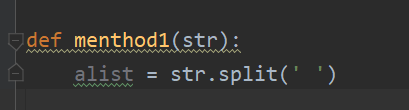 def menthod1(str):
    alist = str.split(' ')